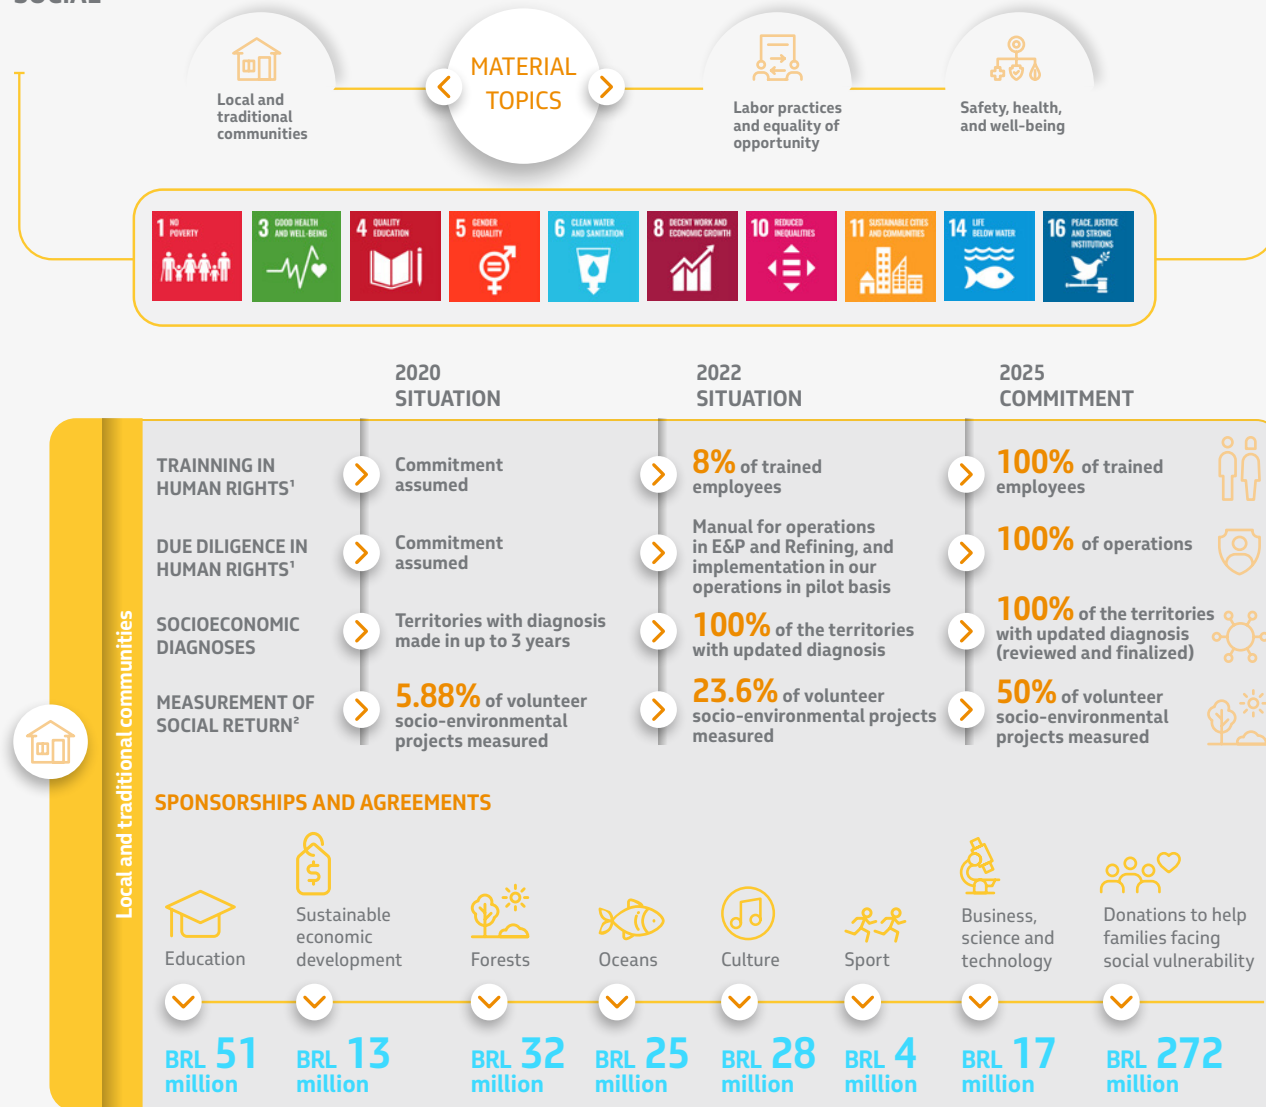 SOCIAL
MATERIAL
TOPICS
Local and
traditional
communities
Labor practices
and equality of
opportunity
Safety, health,
and well-being
1 NO
POVERTY
3 GOOD HEALTH
AND WELL-BEING
4 QUALITY
EDUCATION
5 GENDER
EQUALITY
6 CLEAN WATER
AND SANITATION
8 DECENT WORK AND
ECONOMIC GROWTH
10 REDUCED
INEQUALITIES
11 SUSTAINABLE CITIES
AND COMMUNITIES
14 LIFE
BELOW WATER
16 PEACE, JUSTICE
AND STRONG
INSTITUTIONS
2020
SITUATION
2022
SITUATION
2025
COMMITMENT
Local and traditional communities
TRAINNING IN
HUMAN RIGHTS¹
Commitment
assumed
8% of trained
employees
100% of trained
employees
DUE DILIGENCE IN
HUMAN RIGHTS¹
Commitment
assumed
Manual for operations
in E&P and Refining, and
implementation in our
operations in pilot basis
100% of operations
SOCIOECONOMIC
DIAGNOSES
Territories with diagnosis
made in up to 3 years
100% of the territories
with updated diagnosis
100% of the territories
with updated diagnosis
(reviewed and finalized)
MEASUREMENT OF
SOCIAL RETURN²
5.88% of volunteer
socio-environmental
projects measured
23.6% of volunteer
socio-environmental projects
measured
50% of volunteer
socio-environmental
projects measured
SPONSORSHIPS AND AGREEMENTS
$
Education
Sustainable
economic
development
Forests
Oceans
Culture
Sport
Business,
science and
technology
Donations to help
families facing
social vulnerability
BRL 51
million
BRL 13
million
BRL 32
million
BRL 25
million
BRL 28
million
BRL 4
million
BRL 17
million
BRL 272
million